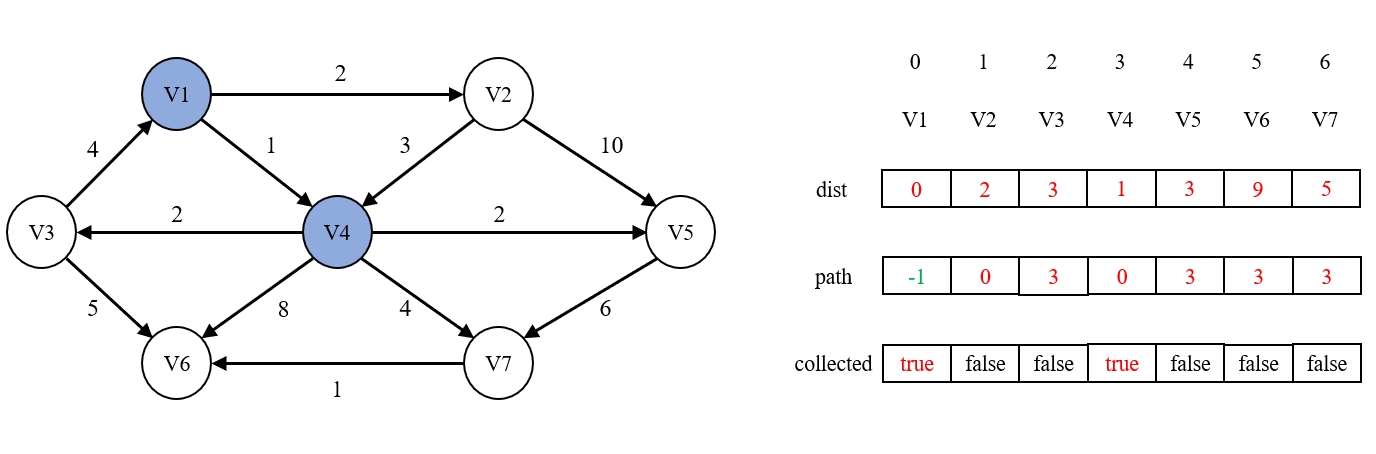 0 1 2 3 4 5 6
V1 V2 V3 V4 V5 V6 V7
dist 0 2 3 1 3 9 5
path -1 0 3 0 3 3 3
collected true false false true false false false
2
V1 V2
4 1 3 10
2 2
V3 V4 V5
5 8 4 6
V6 V7
1